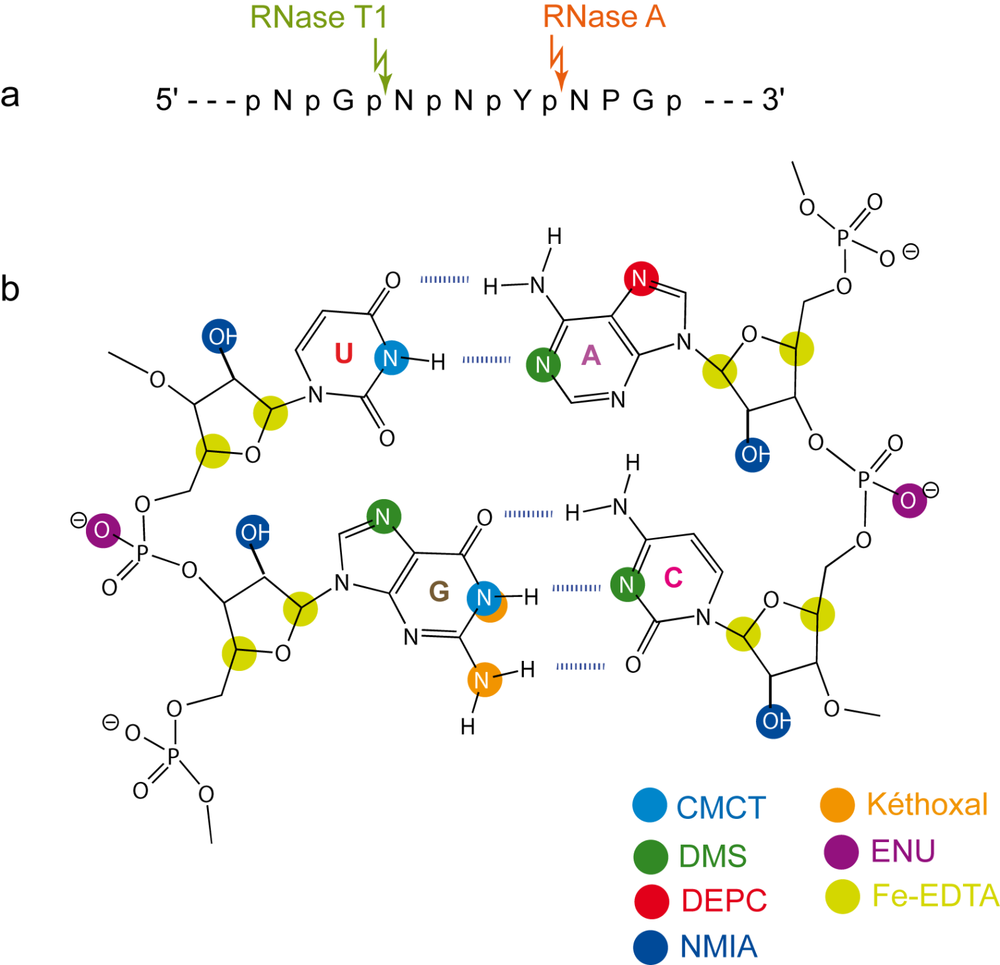 RNase T1 RNase A
a 5' - - - p N p G p N p N p Y p N P G p - - - 3'
b
O P O O ⊖
O
H
O H N N
OH U N H N A N O
O N N N
O O
OH O P O O ⊖
H
O
⊖ O P O OH N O H N
O O
N G N H N C
N N O
O O
N H O
O H OH O
⊖ O P
O O
CMCT Kéthoxal
DMS ENU
DEPC Fe-EDTA
NMIA